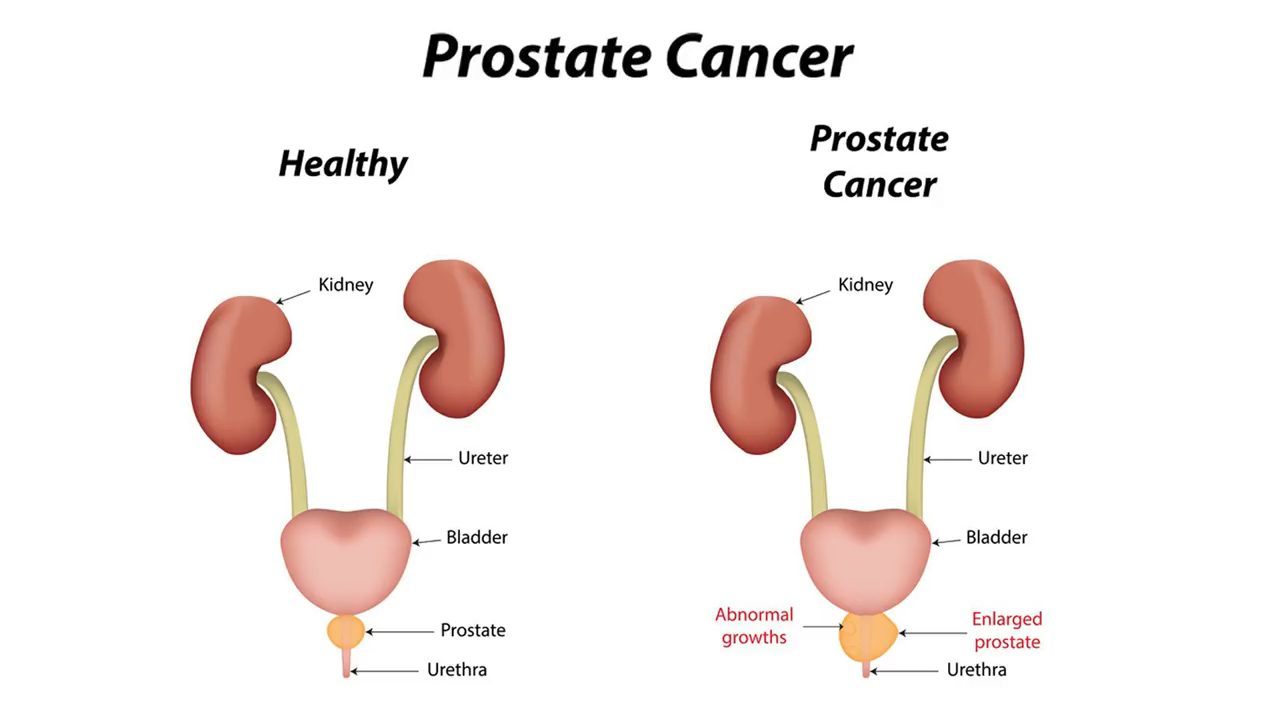 Prostate Cancer
Healthy
Kidney
Ureter
Bladder
Prostate
Urethra
Prostate
Cancer
Kidney
Ureter
Bladder
Abnormal
growths
Enlarged
prostate
Urethra